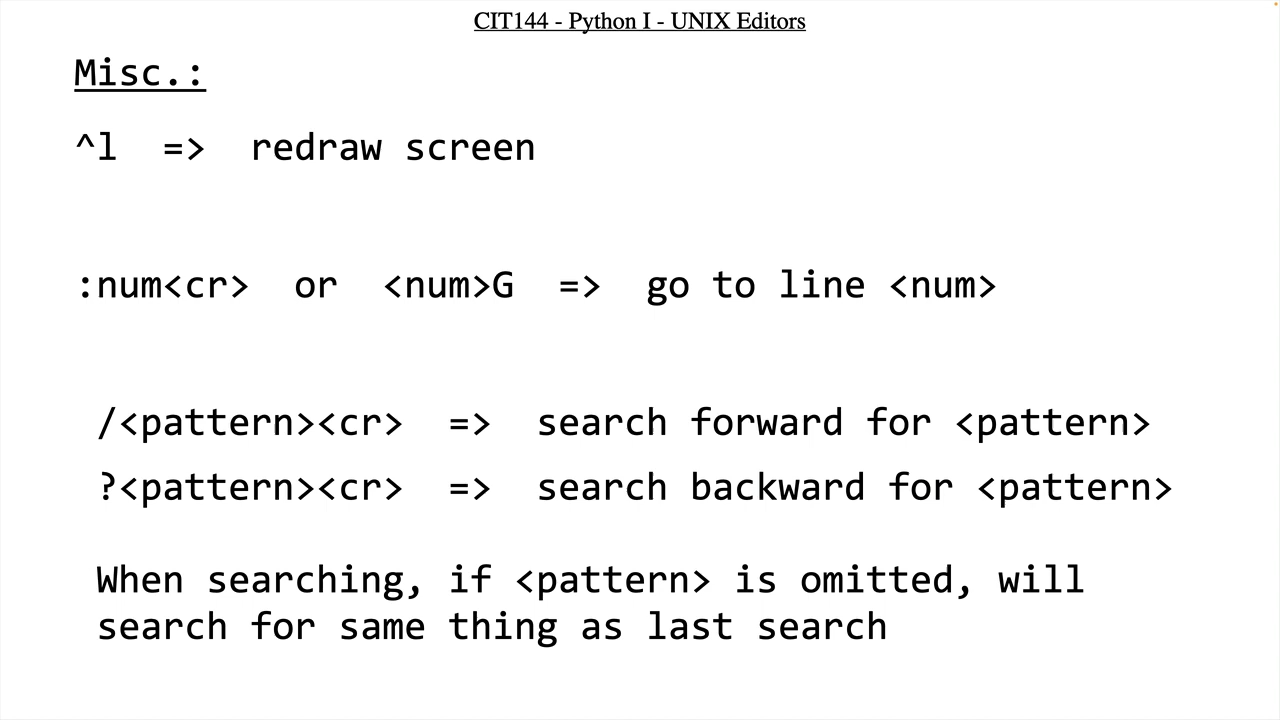 CIT144 - Python I - UNIX Editors
Misc.:
^l => redraw screen
:num<cr> or <num>G => go to line <num>
/<pattern><cr> => search forward for <pattern>
?<pattern><cr> => search backward for <pattern>
When searching, if <pattern> is omitted, will
search for same thing as last search